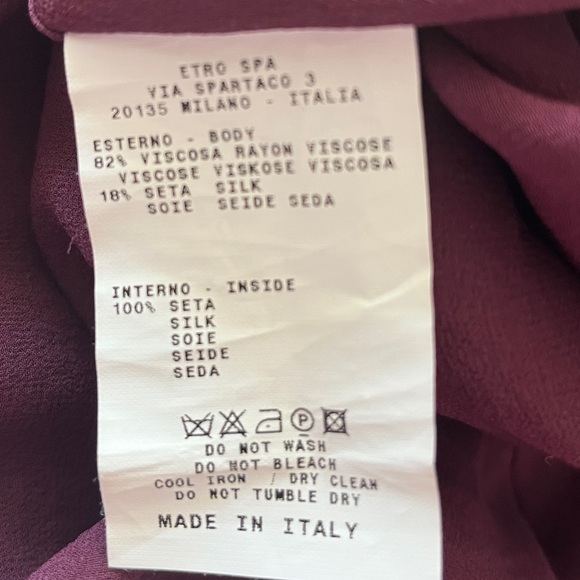 ETRO SPA
VIA SPARTACO 3
20135 MILANO - ITALIA
ESTERNO - BODY
82% VISCOSA RAYON VISCOSE
VISCOSE VISKOSE VISCOSA
18% SETA SILK
SOIE SEIDE SEDA
INTERNO - INSIDE
100% SETA
SILK
SOIE
SEIDE
SEDA
P
DO NOT WASH
DO NOT BLEACH
COOL IRON / DRY CLEAN
DO NOT TUMBLE DRY
MADE IN ITALY